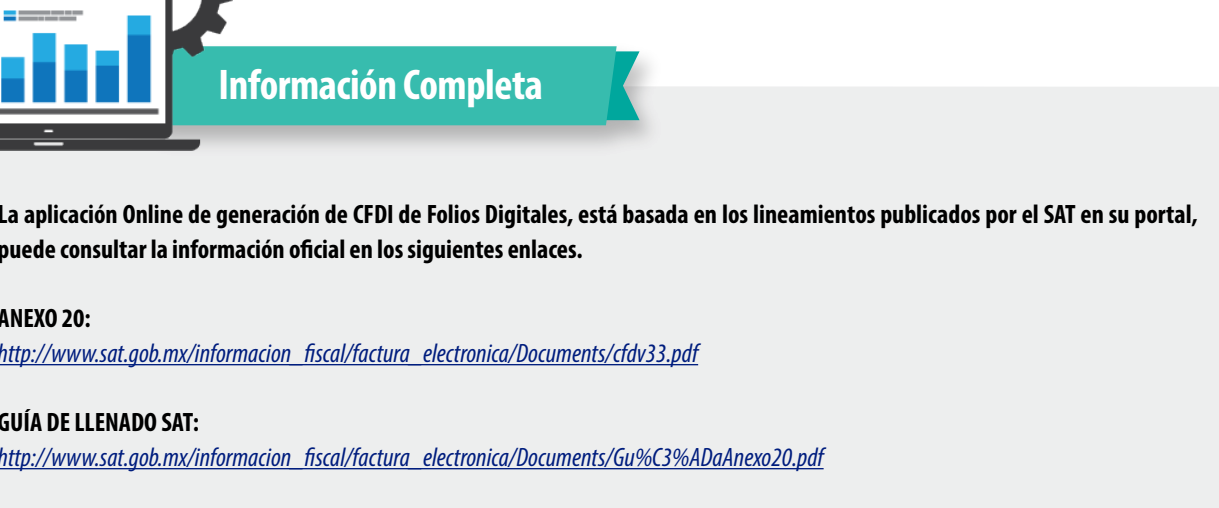 Información Completa
La aplicación Online de generación de CFDI de Folios Digitales, está basada en los lineamientos publicados por el SAT en su portal,
puede consultar la información oficial en los siguientes enlaces.
ANEXO 20:
http://www.sat.gob.mx/informacion_fiscal/factura_electronica/Documents/cfdv33.pdf
GUÍA DE LLENADO SAT:
http://www.sat.gob.mx/informacion_fiscal/factura_electronica/Documents/Gu%C3%ADaAnexo20.pdf